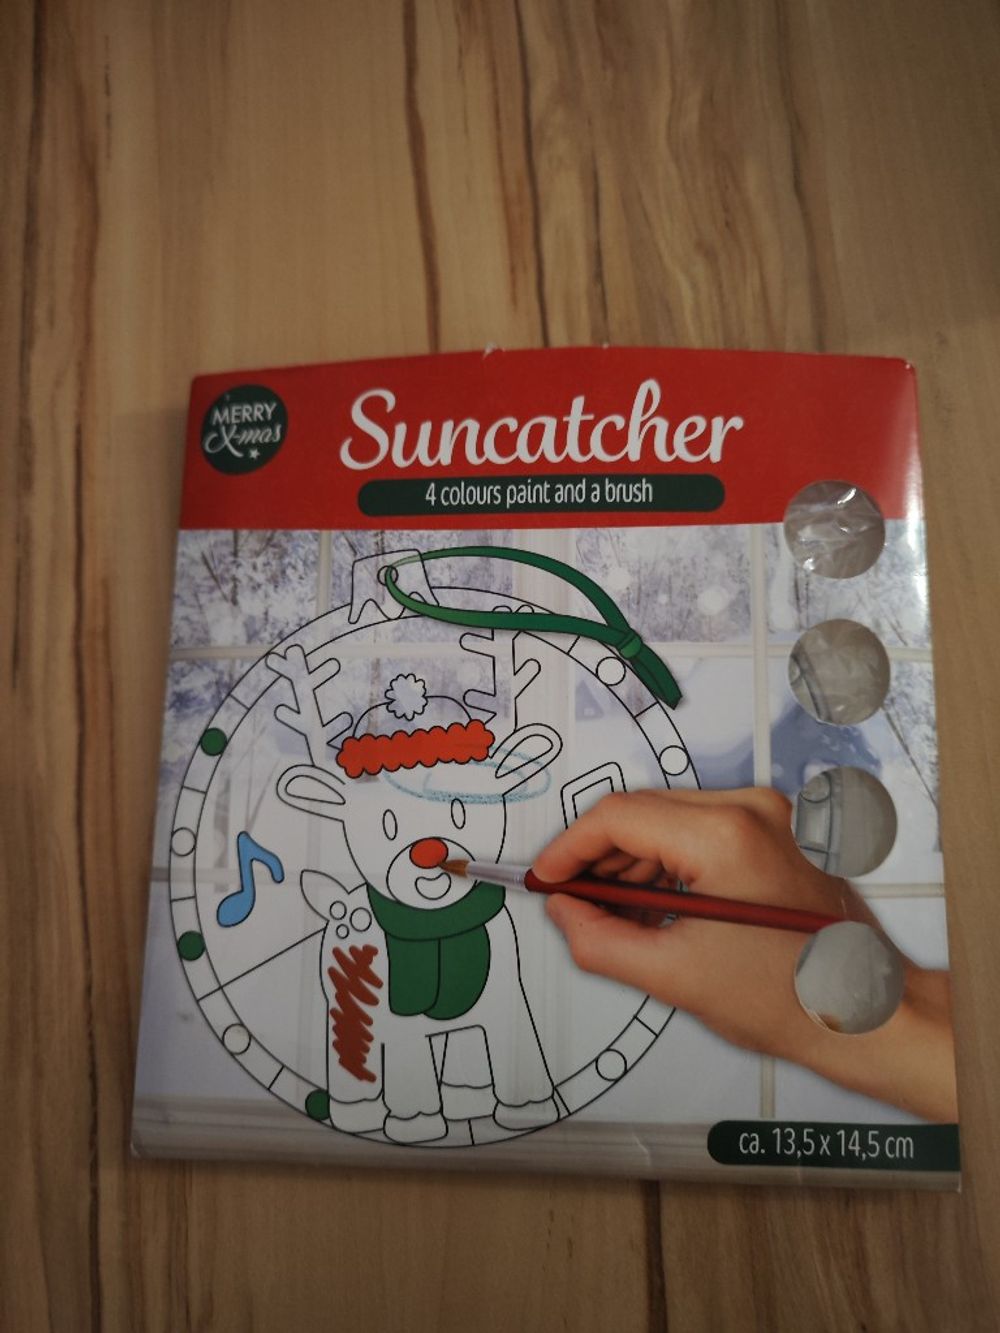 MERRY
X-mas
Suncatcher
4 colours paint and a brush
ca. 13,5 x 14,5 cm